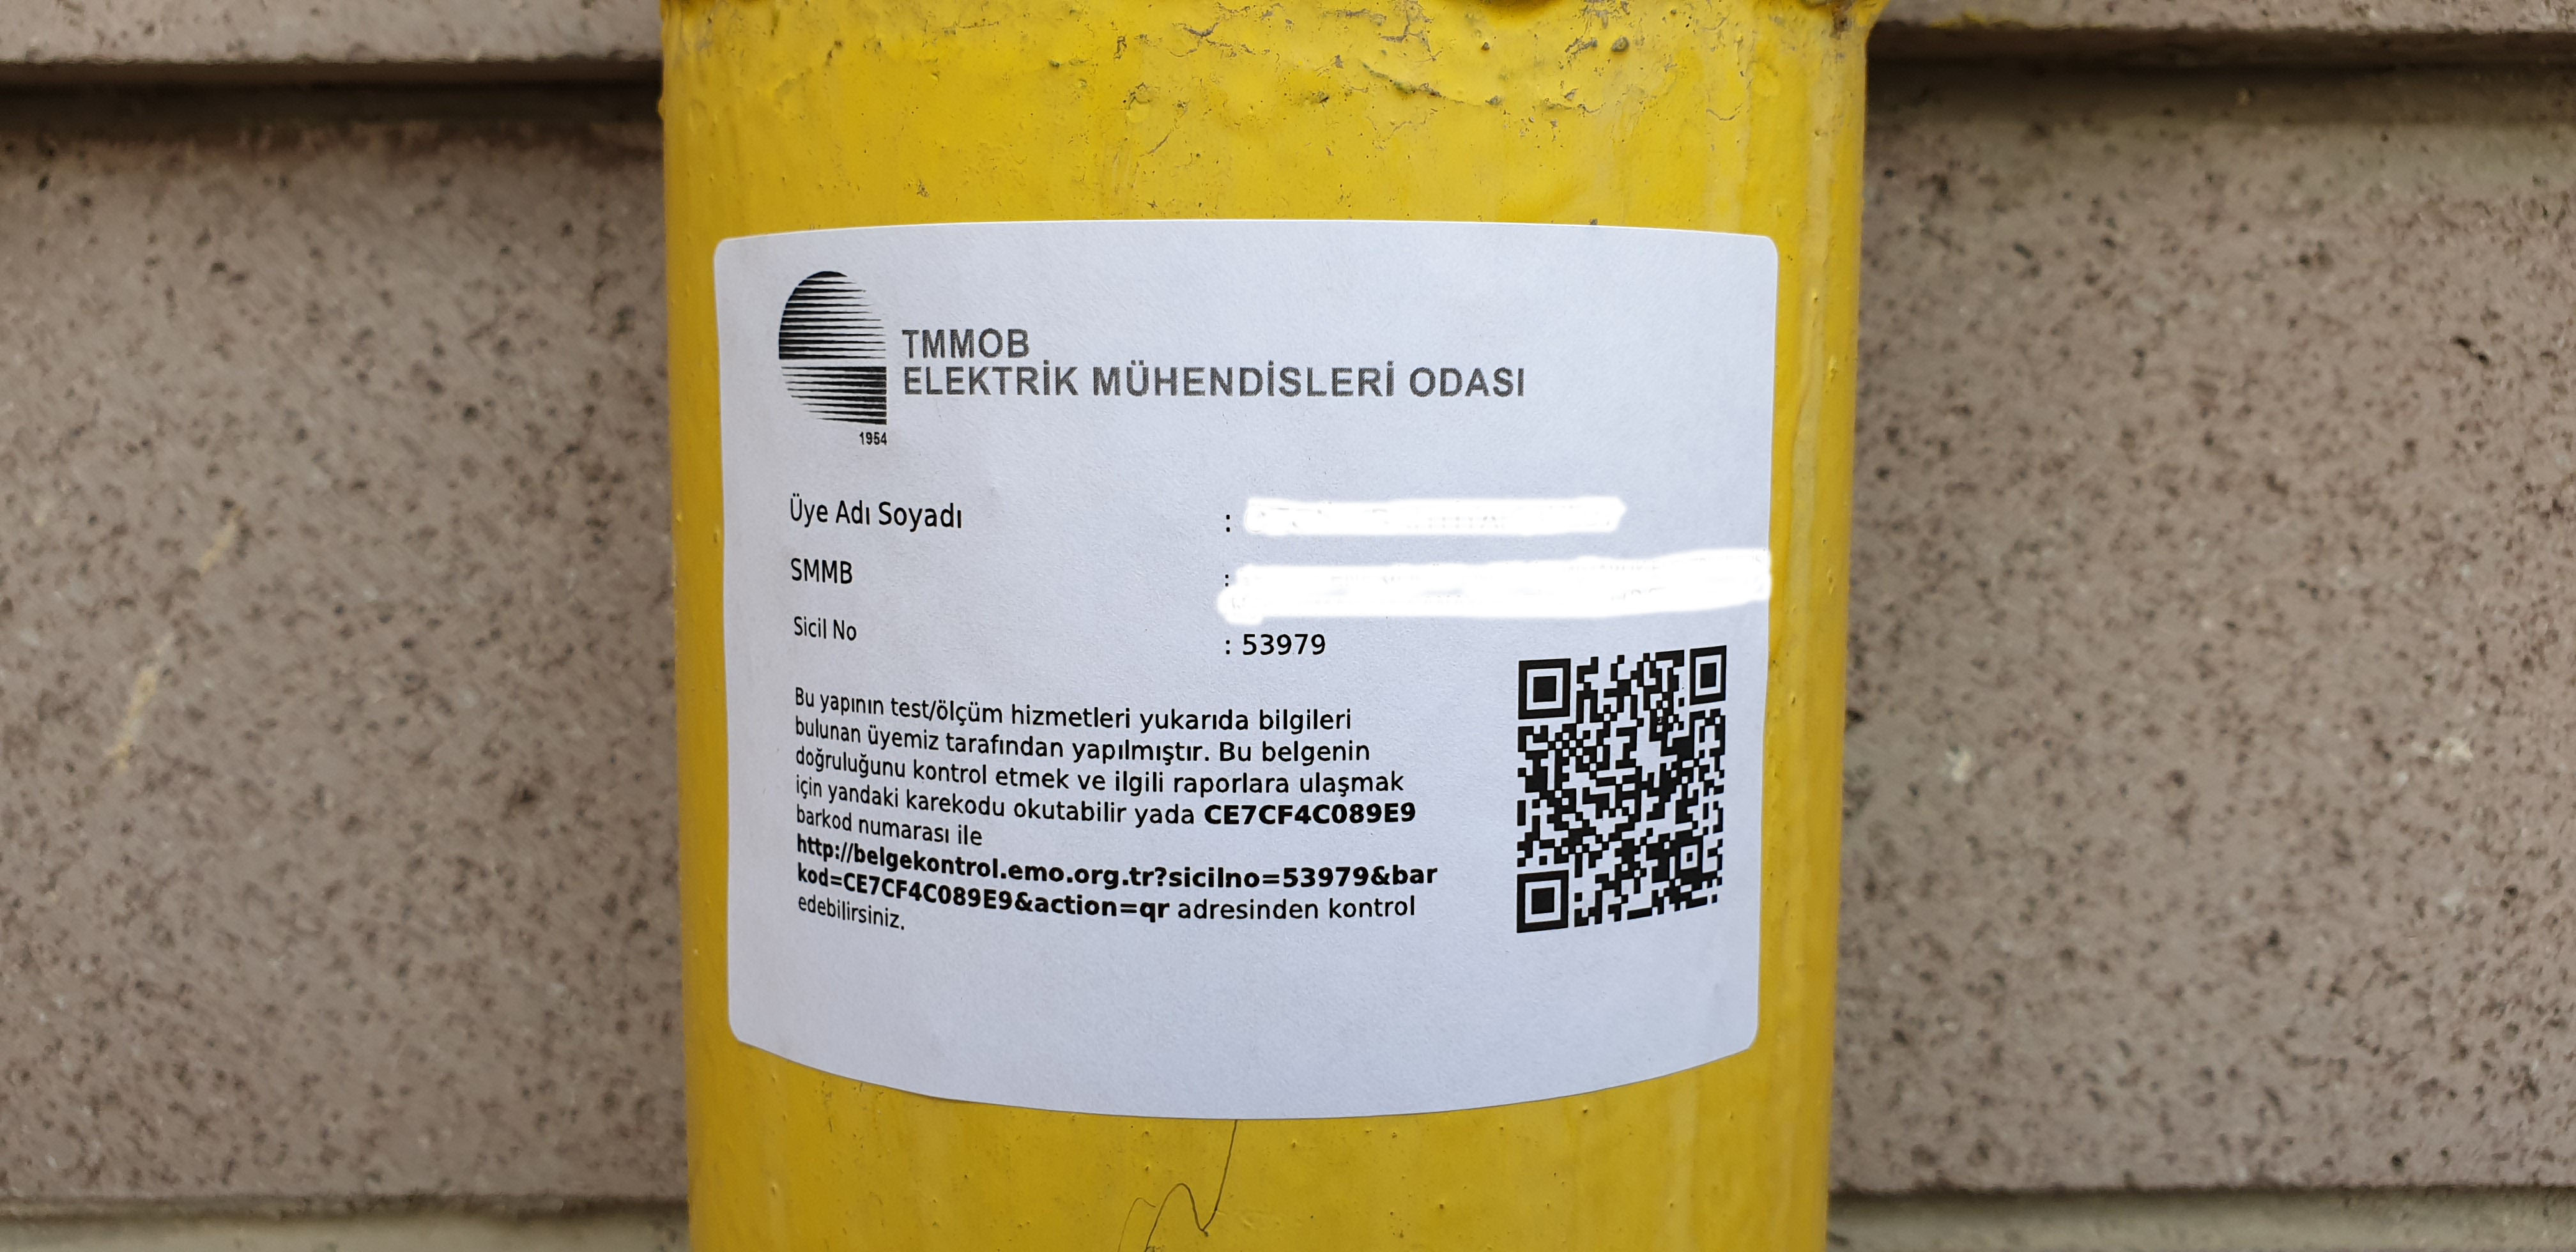 TMMOB
ELEKTRİK MÜHENDİSLERİ ODASI
1954
Üye Adı Soyadı :
SMMB :
Sicil No : 53979
Bu yapının test/ölçüm hizmetleri yukarıda bilgileri
bulunan üyemiz tarafından yapılmıştır. Bu belgenin
doğruluğunu kontrol etmek ve ilgili raporlara ulaşmak
için yandaki karekodu okutabilir yada CE7CF4C089E9
barkod numarası ile
http://belgekontrol.emo.org.tr?sicilno=53979&bar
kod=CE7CF4C089E9&action=qr adresinden kontrol
edebilirsiniz.